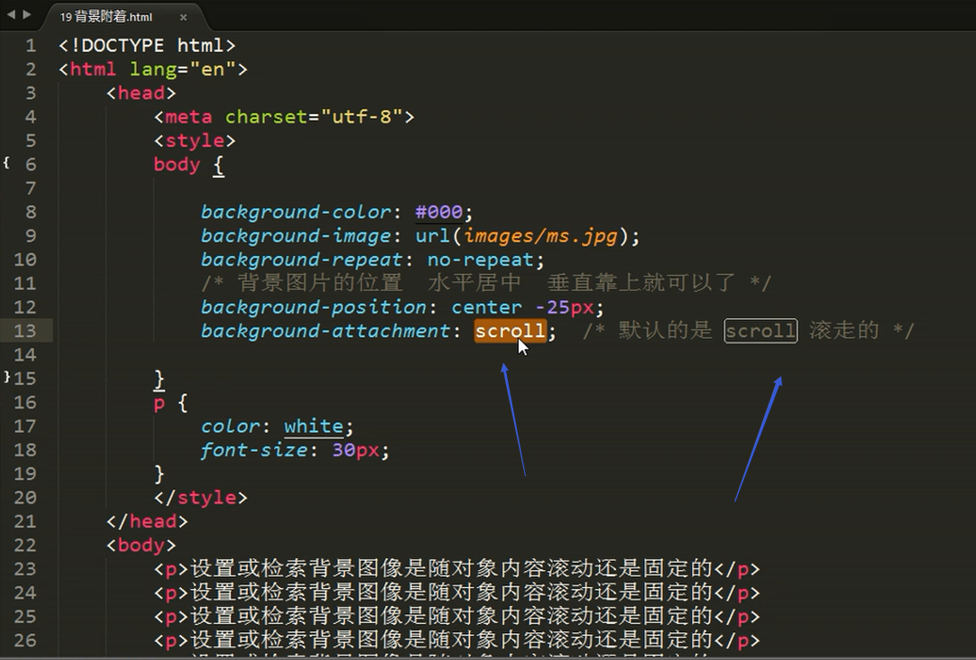 19 背景附着.html ×
1 <!DOCTYPE html>
2 <html lang="en">
3 <head>
4 <meta charset="utf-8">
5 <style>
6 body {
7
8 background-color: #000;
9 background-image: url(images/ms.jpg);
10 background-repeat: no-repeat;
11 /* 背景图片的位置 水平居中 垂直靠上就可以了 */
12 background-position: center -25px;
13 background-attachment: scroll; /* 默认的是 scroll 滚走的 */
14
15 }
16 p {
17 color: white;
18 font-size: 30px;
19 }
20 </style>
21 </head>
22 <body>
23 <p>设置或检索背景图像是随对象内容滚动还是固定的</p>
24 <p>设置或检索背景图像是随对象内容滚动还是固定的</p>
25 <p>设置或检索背景图像是随对象内容滚动还是固定的</p>
26 <p>设置或检索背景图像是随对象内容滚动还是固定的</p>